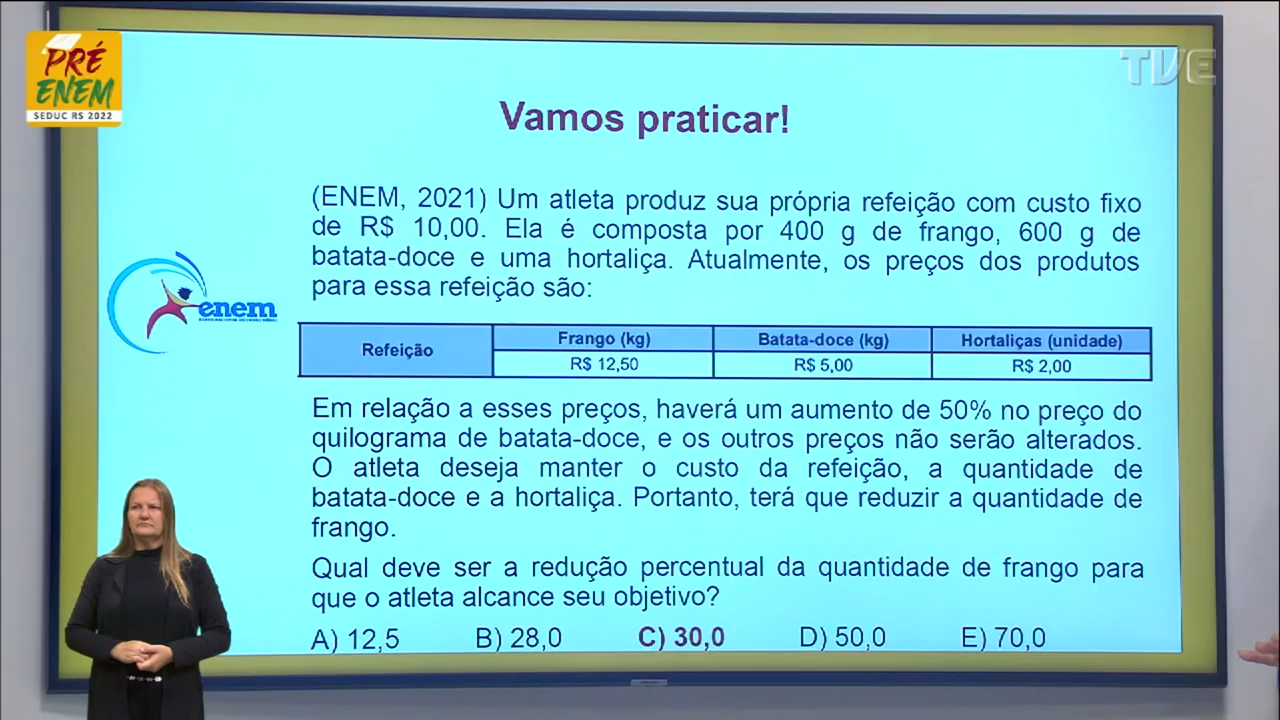 PRÉ
ENEM
SEDUC RS 2022
TVE
Vamos praticar!
(ENEM, 2021) Um atleta produz sua própria refeição com custo fixo
de R$ 10,00. Ela é composta por 400 g de frango, 600 g de
batata-doce e uma hortaliça. Atualmente, os preços dos produtos
para essa refeição são:
enem
Refeição
Frango (kg) Batata-doce (kg) Hortaliças (unidade)
R$ 12,50 R$ 5,00 R$ 2,00
Em relação a esses preços, haverá um aumento de 50% no preço do
quilograma de batata-doce, e os outros preços não serão alterados.
O atleta deseja manter o custo da refeição, a quantidade de
batata-doce e a hortaliça. Portanto, terá que reduzir a quantidade de
frango.
Qual deve ser a redução percentual da quantidade de frango para
que o atleta alcance seu objetivo?
A) 12,5 B) 28,0 C) 30,0 D) 50,0 E) 70,0